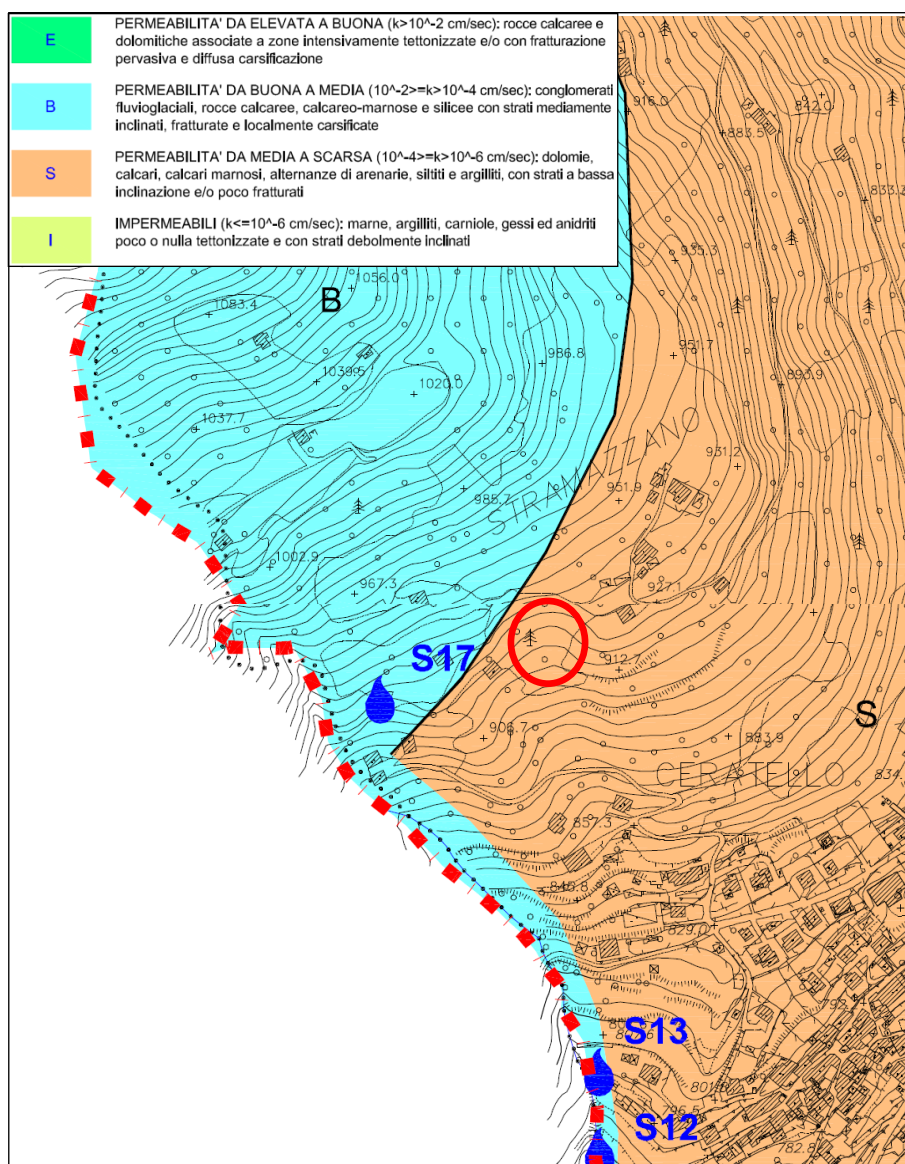 E
PERMEABILITA' DA ELEVATA A BUONA (k>10^-2 cm/sec): rocce calcaree e
dolomitiche associate a zone intensivamente tettonizzate e/o con fratturazione
pervasiva e diffusa carsificazione
B
PERMEABILITA' DA BUONA A MEDIA (10^-2>=k>10^-4 cm/sec): conglomerati
fluvioglaciali, rocce calcaree, calcareo-marnose e silicee con strati mediamente
inclinati, fratturate e localmente carsificate
S
PERMEABILITA' DA MEDIA A SCARSA (10^-4>=k>10^-6 cm/sec): dolomie,
calcari, calcari marnosi, alternanze di arenarie, siltiti e argilliti, con strati a bassa
inclinazione e/o poco fratturati
I
IMPERMEABILI (k<=10^-6 cm/sec): marne, argilliti, carniole, gessi ed anidriti
poco o nulla tettonizzate e con strati debolmente inclinati
916.0
842.0
883.5
833.3
935.3
1056.0
B
1083.4
951.7
986.8
893.9
1039.5
1020.0
1037.7
STRAMAZZANO
931.2
951.9
985.7
1002.9
967.3
927.1
S17
912.7
S
906.7
883.9
CERATELLO
834.
857.3
840.8
829.0
S13
801.
796.5
S12
782.8